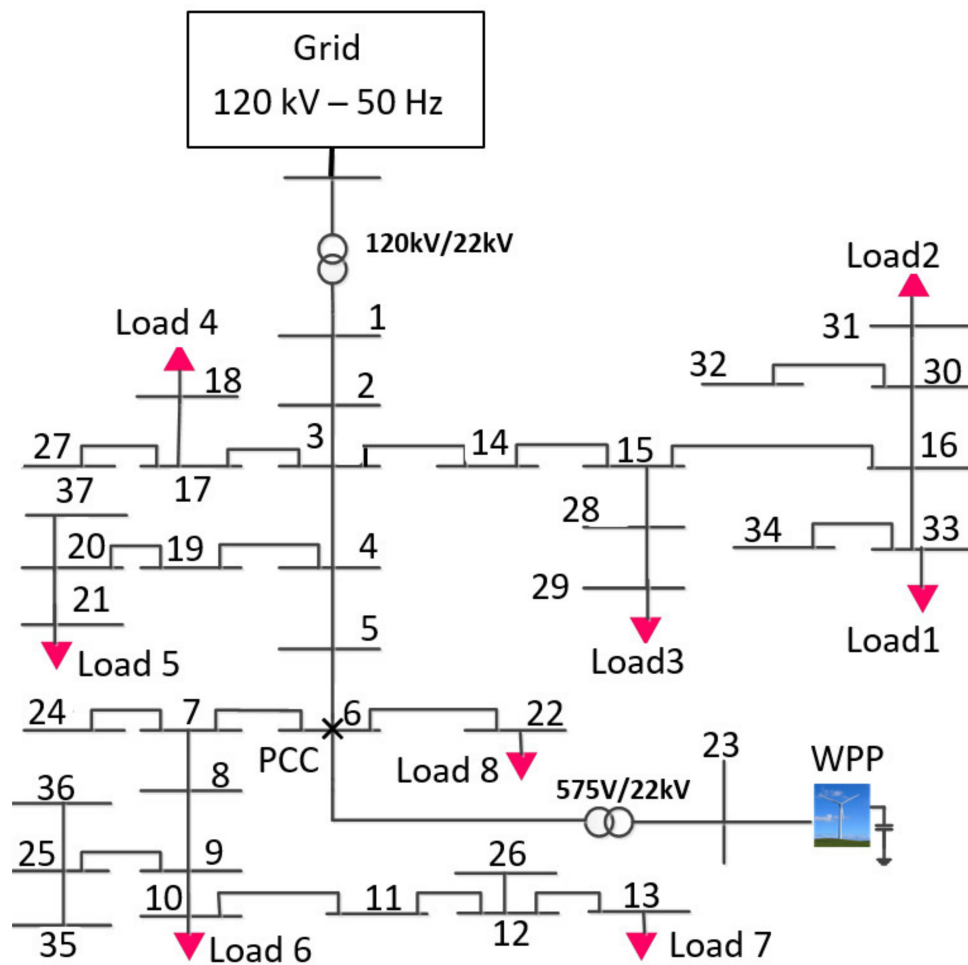 Grid
120 kV – 50 Hz
120kV/22kV
Load2
Load 4
1
31
18
32
30
2
27
3
14
15
16
17
37
28
34
33
20
19
4
29
21
5
Load3
Load1
Load 5
24
7
6
22
23
PCC
Load 8
WPP
8
575V/22kV
36
25
9
26
10
11
13
12
35
Load 6
Load 7